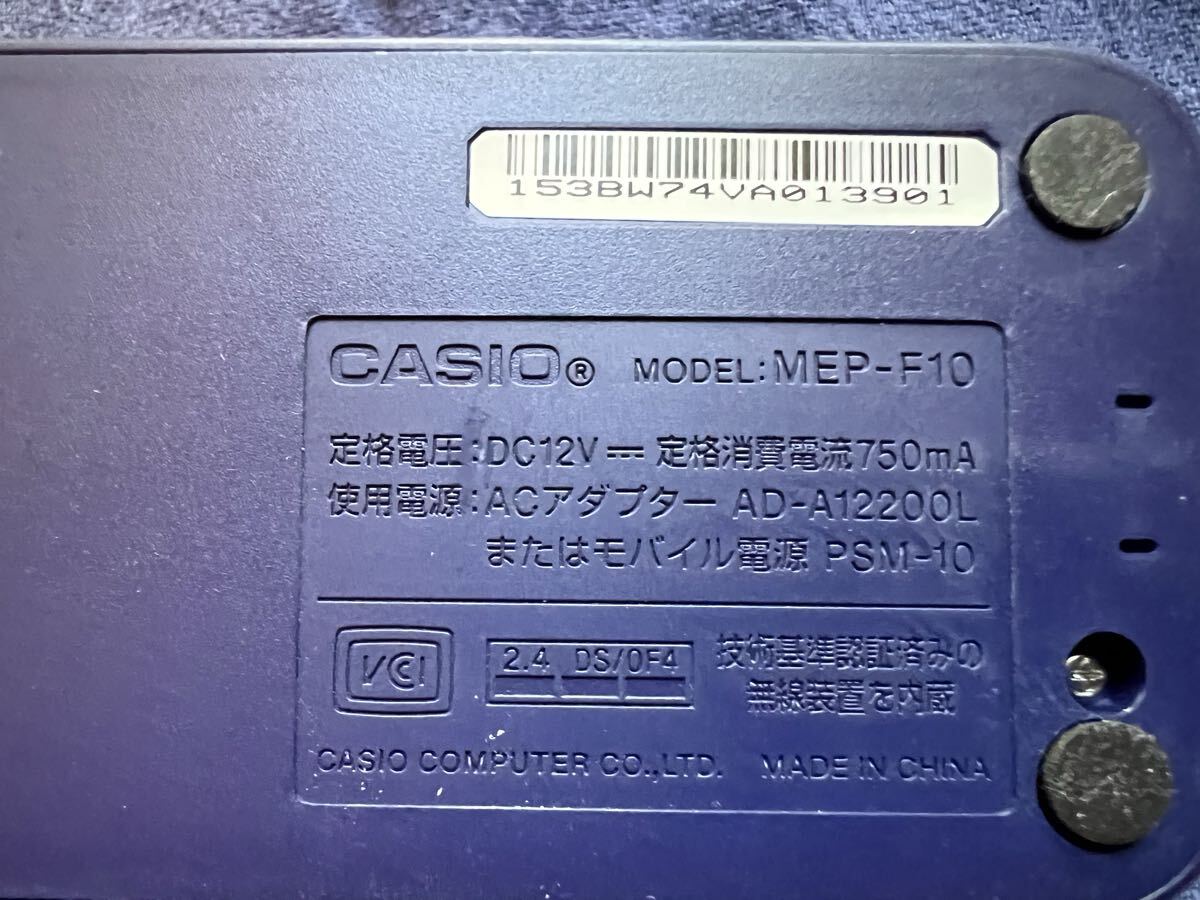 153BW74VA013901
CASIO® MODEL:MEP-F10
定格電圧:DC12V ⎓ 定格消費電流750mA
使用電源:ACアダプター AD-A12200L
またはモバイル電源 PSM-10
VCI 2.4 DS/OF4 技術基準認証済みの
無線装置を内蔵
CASIO COMPUTER CO.,LTD. MADE IN CHINA